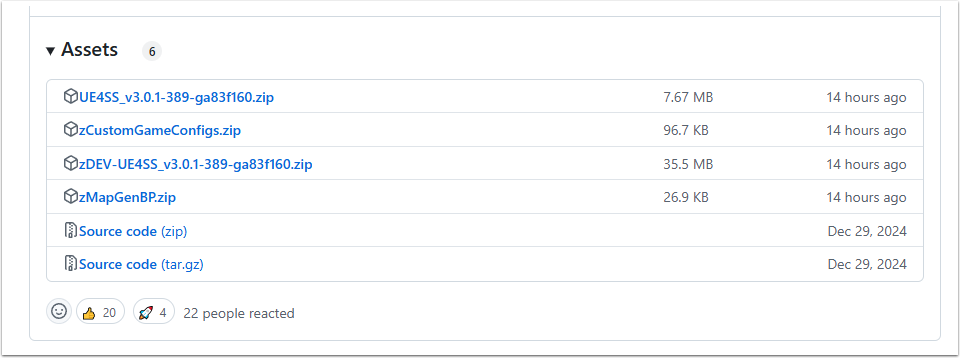 Assets 6
UE4SS_v3.0.1-389-ga83f160.zip 7.67 MB 14 hours ago
zCustomGameConfigs.zip 96.7 KB 14 hours ago
zDEV-UE4SS_v3.0.1-389-ga83f160.zip 35.5 MB 14 hours ago
zMapGenBP.zip 26.9 KB 14 hours ago
Source code (zip) Dec 29, 2024
Source code (tar.gz) Dec 29, 2024
20 4 22 people reacted